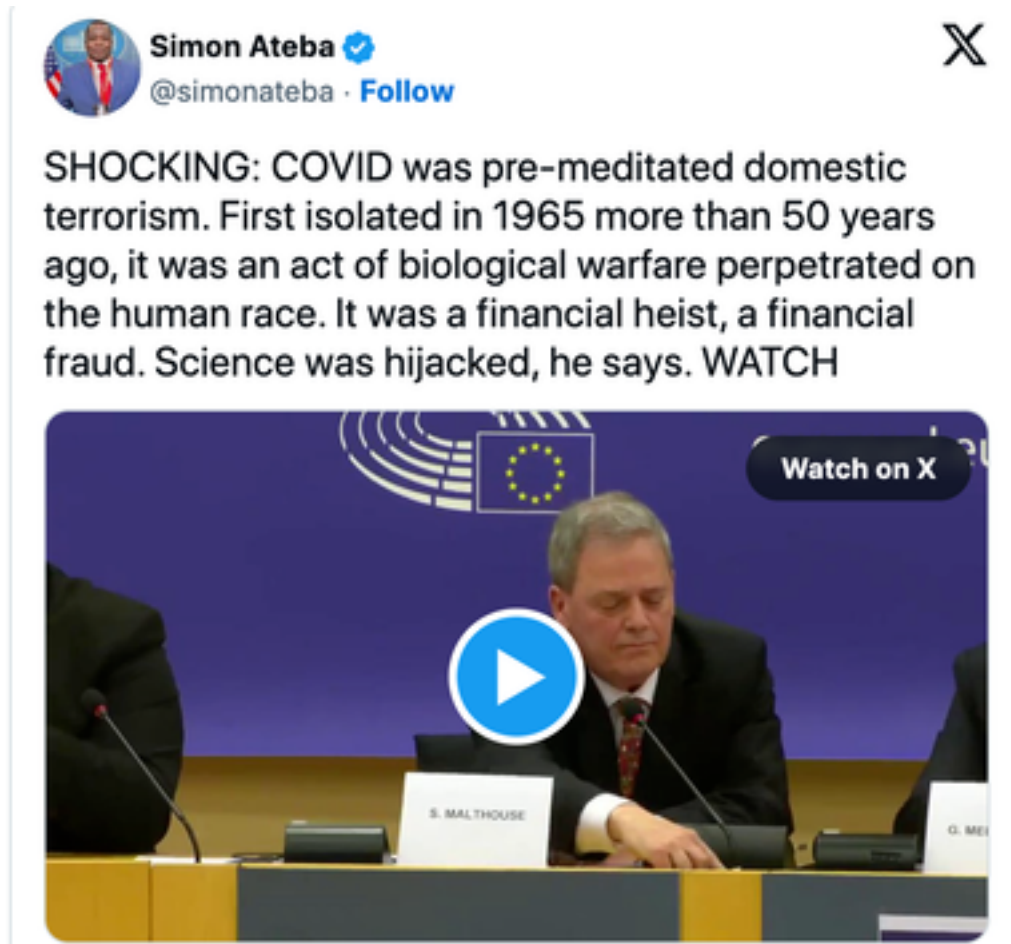 Simon Ateba
@simonateba · Follow
SHOCKING: COVID was pre-meditated domestic
terrorism. First isolated in 1965 more than 50 years
ago, it was an act of biological warfare perpetrated on
the human race. It was a financial heist, a financial
fraud. Science was hijacked, he says. WATCH
Watch on X
S. MALTHOUSE